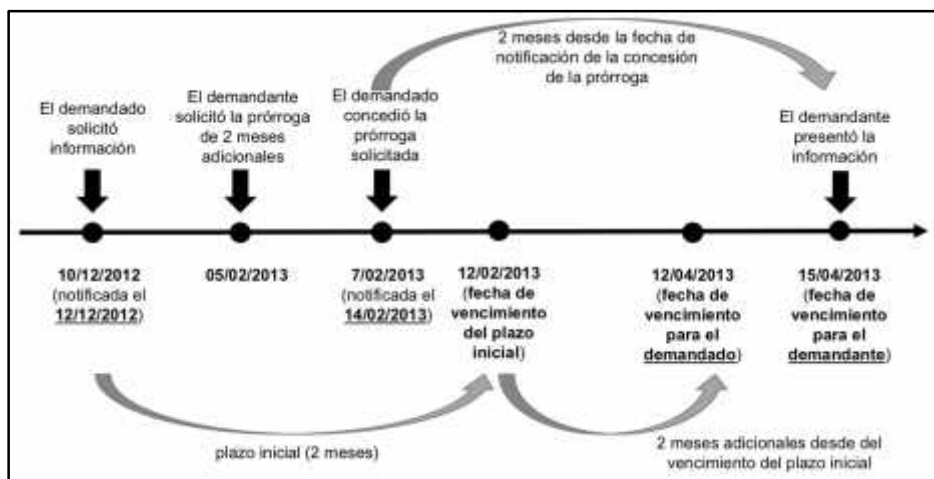 2 meses desde la fecha de
notificación de la concesión
de la prórroga
El demandado
solicitó
información
El demandante
solicitó la prórroga
de 2 meses
adicionales
El demandado
concedió la
prórroga
solicitada
El demandante
presentó la
información
10/12/2012
(notificada el
12/12/2012)
05/02/2013
7/02/2013
(notificada el
14/02/2013)
12/02/2013
(fecha de
vencimiento
del plazo
inicial)
12/04/2013
(fecha de
vencimiento
para el
demandado)
15/04/2013
(fecha de
vencimiento
para el
demandante)
plazo inicial (2 meses)
2 meses adicionales desde del
vencimiento del plazo inicial